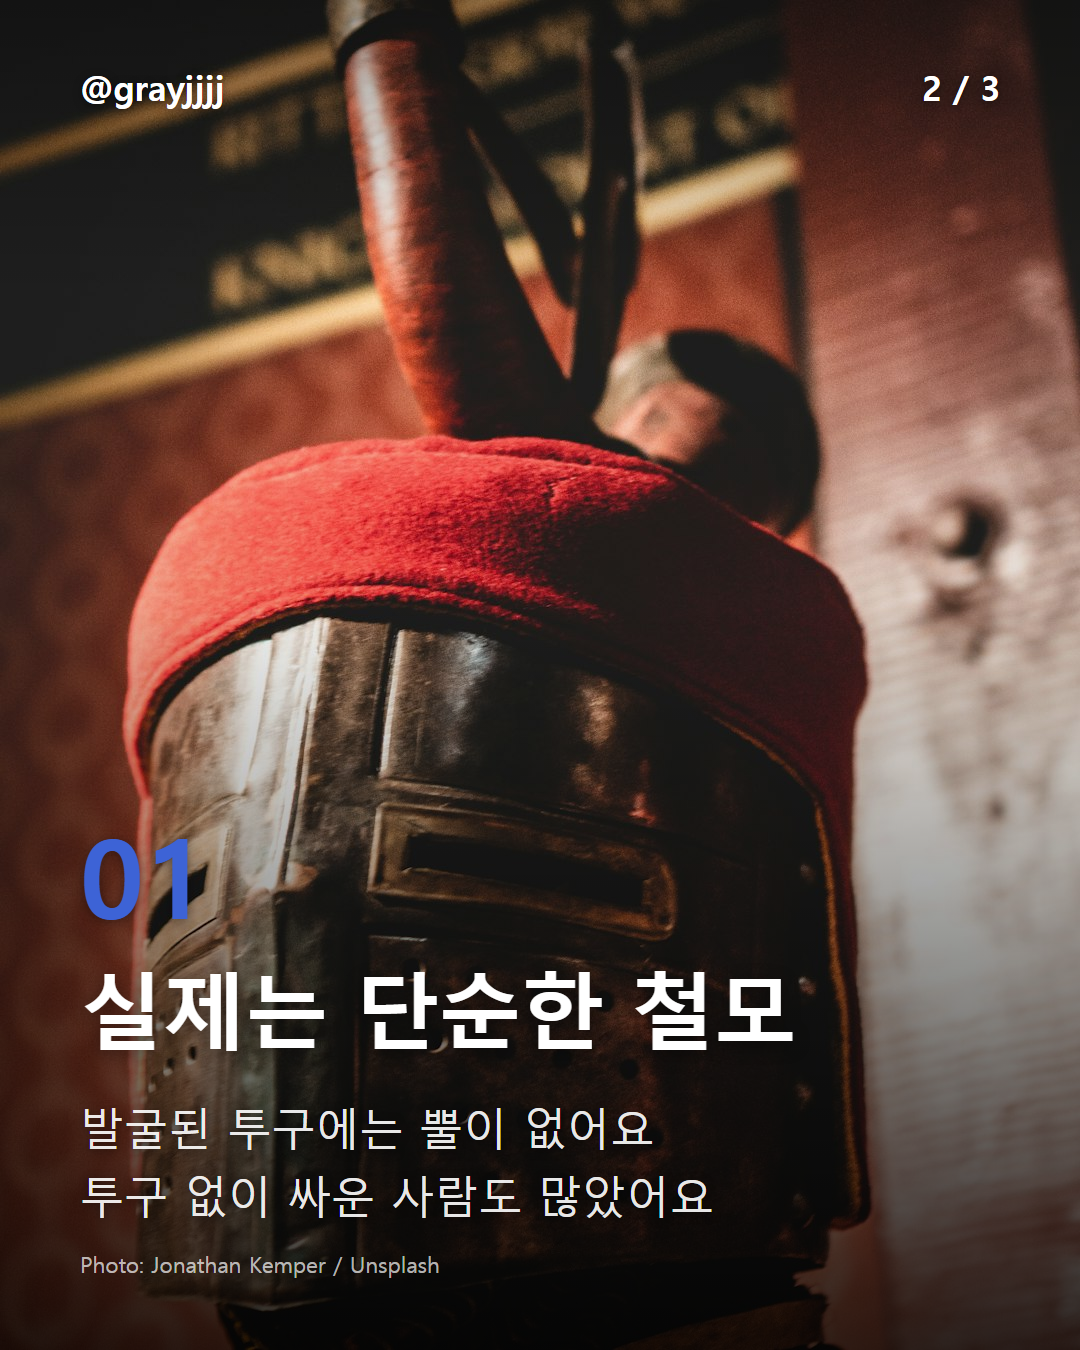 @grayjjjj
2 / 3
01
실제는 단순한 철모
발굴된 투구에는 뿔이 없어요
투구 없이 싸운 사람도 많았어요
Photo: Jonathan Kemper / Unsplash